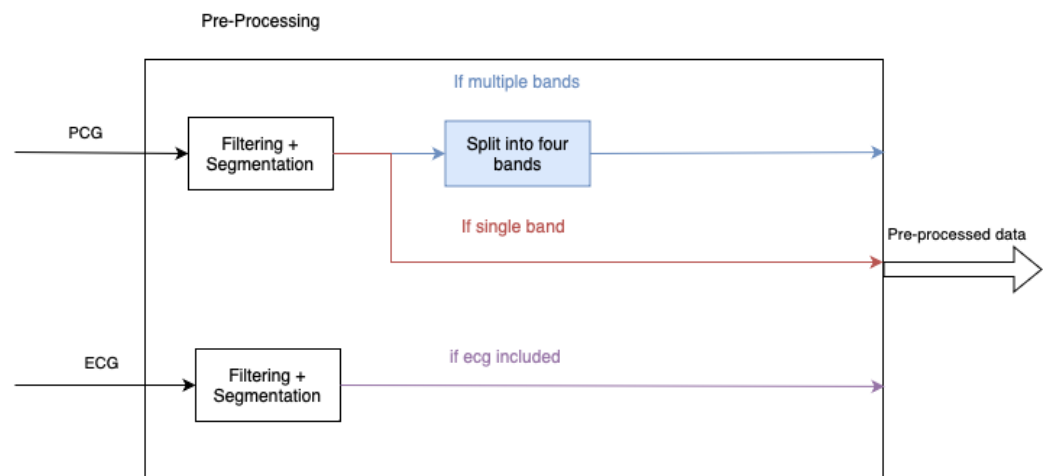 Pre-Processing
If multiple bands
PCG
Filtering +
Segmentation
Split into four
bands
If single band
Pre-processed data
ECG
Filtering +
Segmentation
if ecg included